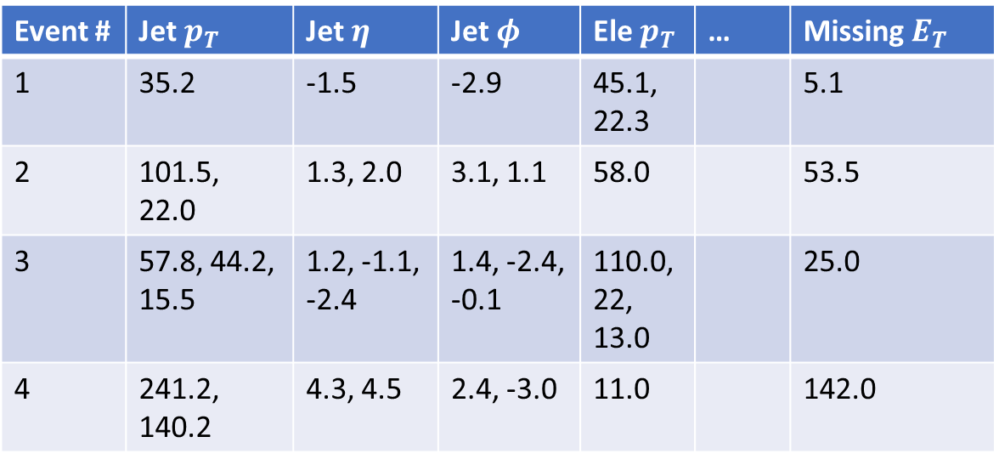 Event # Jet p_T Jet η Jet ϕ Ele p_T ... Missing E_T
1 35.2 -1.5 -2.9 45.1, 5.1
22.3
2 101.5, 1.3, 2.0 3.1, 1.1 58.0 53.5
22.0
3 57.8, 44.2, 1.2, -1.1, 1.4, -2.4, 110.0, 25.0
15.5 -2.4 -0.1 22,
13.0
4 241.2, 4.3, 4.5 2.4, -3.0 11.0 142.0
140.2